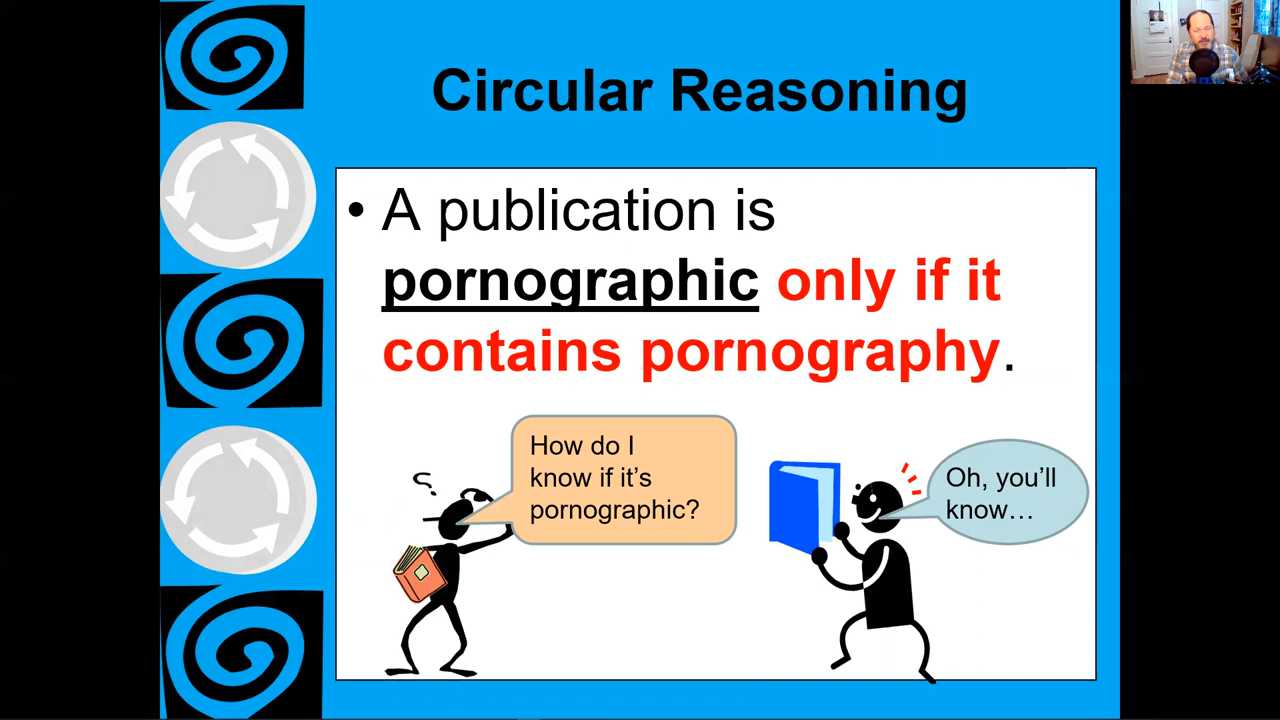 Circular Reasoning
• A publication is
pornographic only if it
contains pornography.
How do I
know if it’s
pornographic?
Oh, you’ll
know…